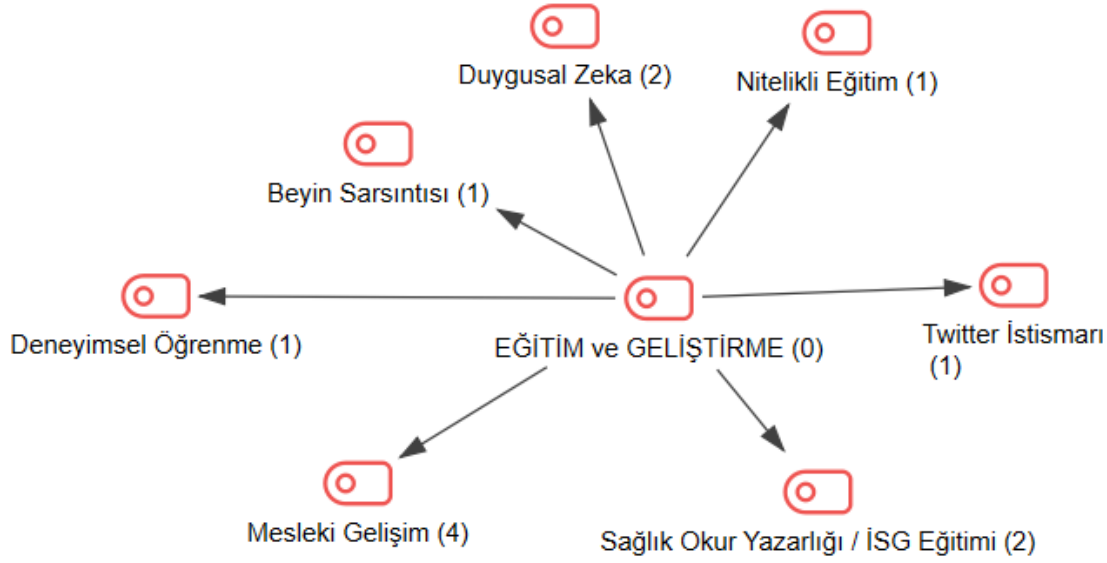 Duygusal Zeka (2)
Nitelikli Eğitim (1)
Beyin Sarsıntısı (1)
Deneyimsel Öğrenme (1)
EĞİTİM ve GELİŞTİRME (0)
Twitter İstismarı
(1)
Mesleki Gelişim (4)
Sağlık Okur Yazarlığı / İSG Eğitimi (2)